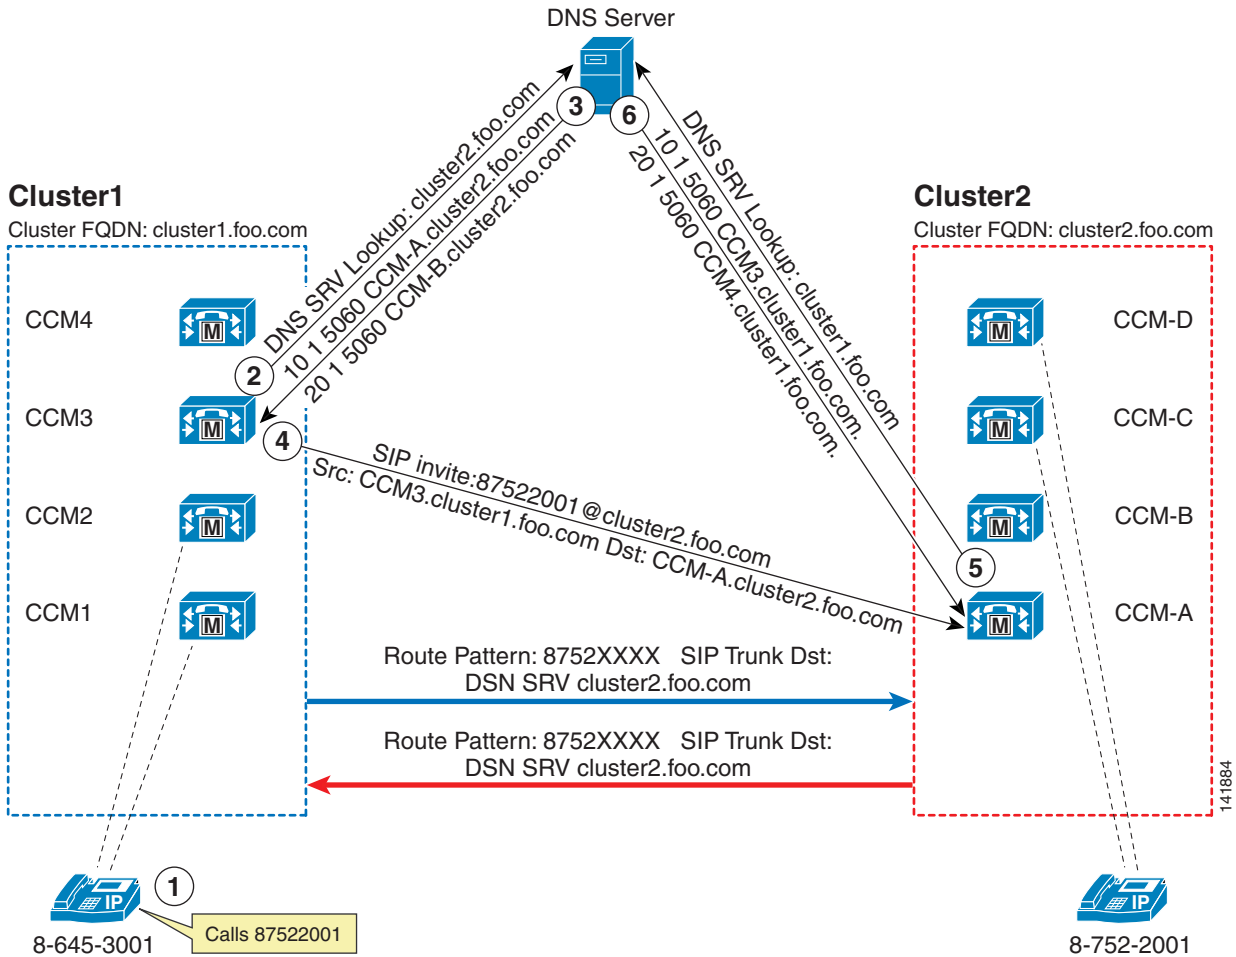 DNS Server
3
6
DNS SRV Lookup: cluster2.foo.com
10 1 5060 CCM-A.cluster2.foo.com
20 1 5060 CCM-B.cluster2.foo.com
DNS SRV Lookup: cluster1.foo.com
10 1 5060 CCM3.cluster1.foo.com.
20 1 5060 CCM4.cluster1.foo.com.
Cluster1
Cluster FQDN: cluster1.foo.com
Cluster2
Cluster FQDN: cluster2.foo.com
CCM4
M
2
CCM3
M
4
CCM2
M
CCM1
M
M
CCM-D
M
CCM-C
M
CCM-B
5
M
CCM-A
SIP invite:87522001@cluster2.foo.com
Src: CCM3.cluster1.foo.com Dst: CCM-A.cluster2.foo.com
Route Pattern: 8752XXXX SIP Trunk Dst:
DSN SRV cluster2.foo.com
Route Pattern: 8752XXXX SIP Trunk Dst:
DSN SRV cluster2.foo.com
141884
1
IP
Calls 87522001
8-645-3001
IP
8-752-2001